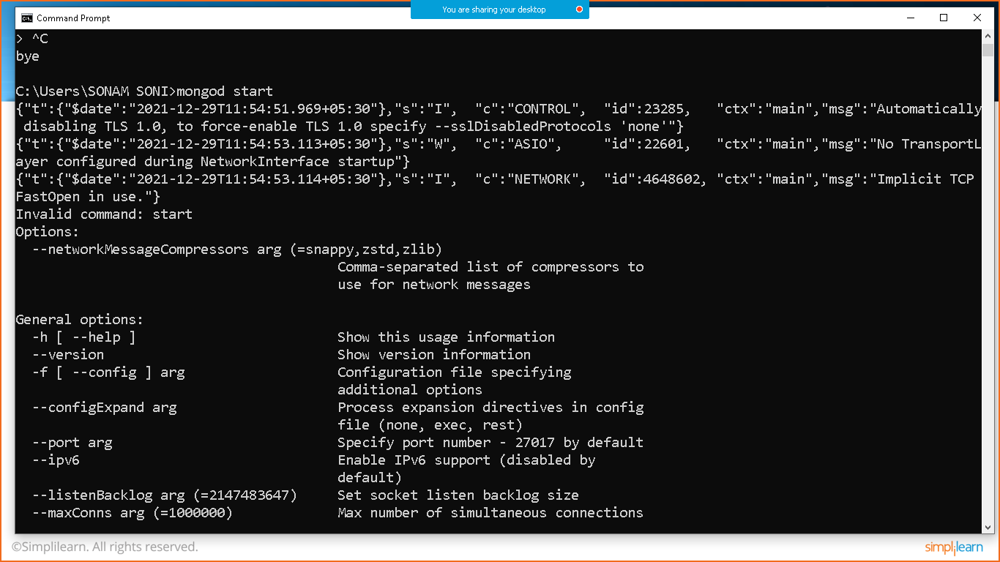 You are sharing your desktop
Command Prompt
> ^C
bye
C:\Users\SONAM SONI>mongod start
{"t":{"$date":"2021-12-29T11:54:51.969+05:30"},"s":"I",  "c":"CONTROL",  "id":23285,   "ctx":"main","msg":"Automatically
 disabling TLS 1.0, to force-enable TLS 1.0 specify --sslDisabledProtocols 'none'"}
{"t":{"$date":"2021-12-29T11:54:53.113+05:30"},"s":"W",  "c":"ASIO",     "id":22601,   "ctx":"main","msg":"No TransportL
ayer configured during NetworkInterface startup"}
{"t":{"$date":"2021-12-29T11:54:53.114+05:30"},"s":"I",  "c":"NETWORK",  "id":4648602, "ctx":"main","msg":"Implicit TCP
FastOpen in use."}
Invalid command: start
Options:
  --networkMessageCompressors arg (=snappy,zstd,zlib)
                                        Comma-separated list of compressors to
                                        use for network messages
General options:
  -h [ --help ]                         Show this usage information
  --version                             Show version information
  -f [ --config ] arg                   Configuration file specifying
                                        additional options
  --configExpand arg                    Process expansion directives in config
                                        file (none, exec, rest)
  --port arg                            Specify port number - 27017 by default
  --ipv6                                Enable IPv6 support (disabled by
                                        default)
  --listenBacklog arg (=2147483647)     Set socket listen backlog size
  --maxConns arg (=1000000)             Max number of simultaneous connections
©Simplilearn. All rights reserved.
simplilearn